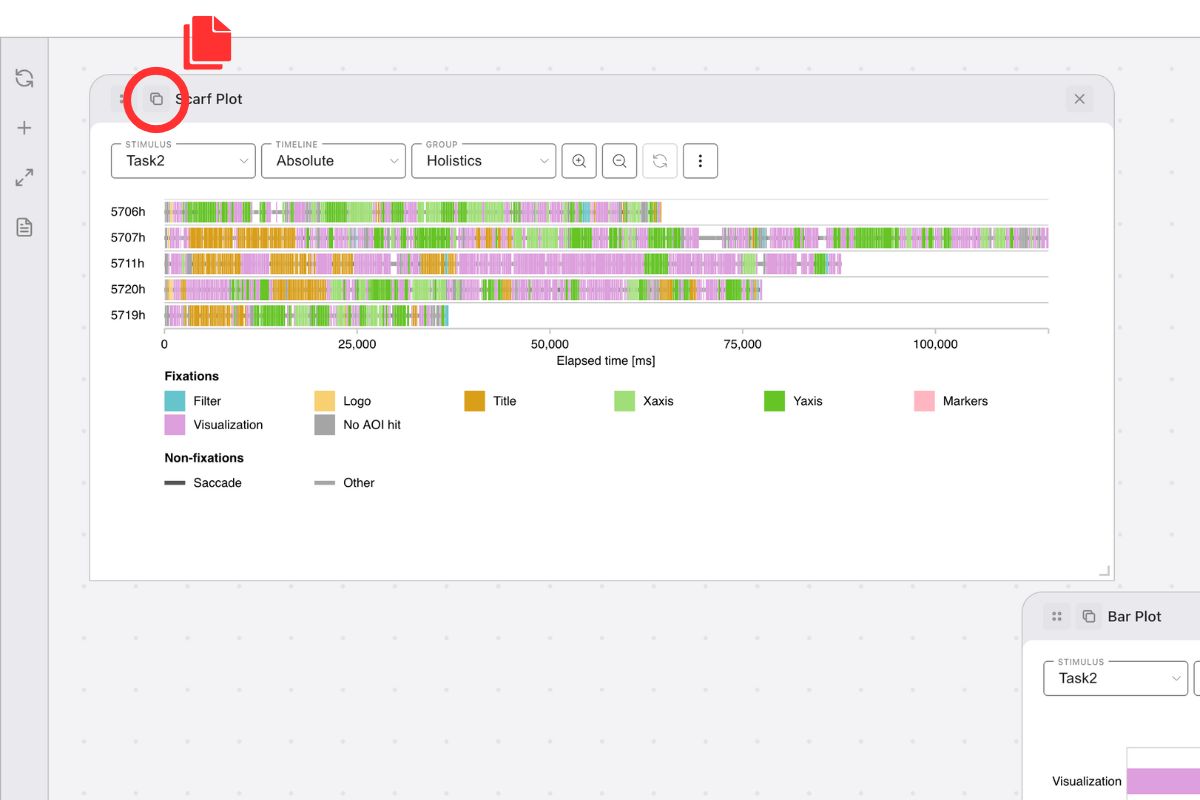 Scarf Plot
STIMULUS TIMELINE GROUP
Task2 Absolute Holistics
5706h
5707h
5711h
5720h
5719h
0 25,000 50,000 75,000 100,000
Elapsed time [ms]
Fixations
Filter Logo Title Xaxis Yaxis Markers
Visualization No AOI hit
Non-fixations
Saccade Other
Bar Plot
STIMULUS
Task2
Visualization